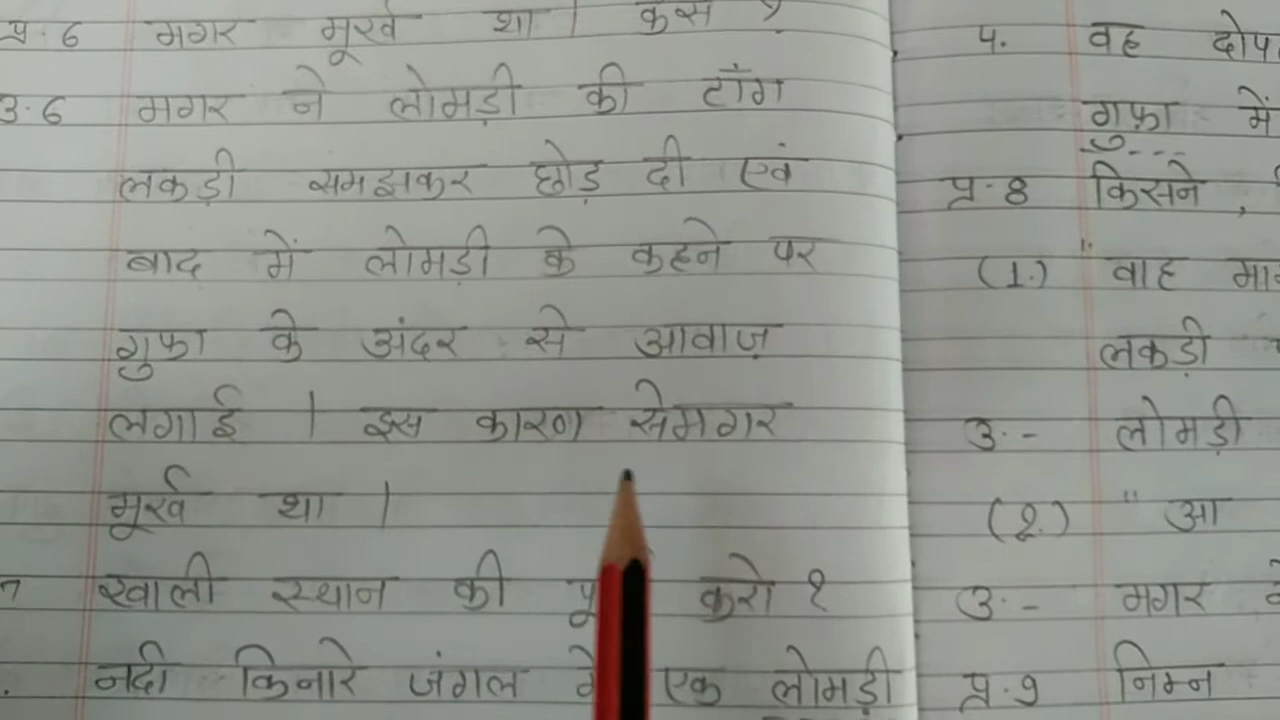 प्र.6 मगर मूर्ख था । कैसे ?
उ.6 मगर ने लोमड़ी की टाँग
लकड़ी समझकर छोड़ दी एवं
बाद में लोमड़ी के कहने पर
गुफा के अंदर से आवाज़
लगाई । इस कारण से मगर
मूर्ख था ।
7 खाली स्थान की करो ?
नदी किनारे जंगल में एक लोमड़ी
4. वह
गुफ़ा में
प्र.8 किसने ,
(1.) " वाह
लकड़ी
उ.- लोमड़ी
(2.) " आ
उ.- मगर
प्र.9 निम्न